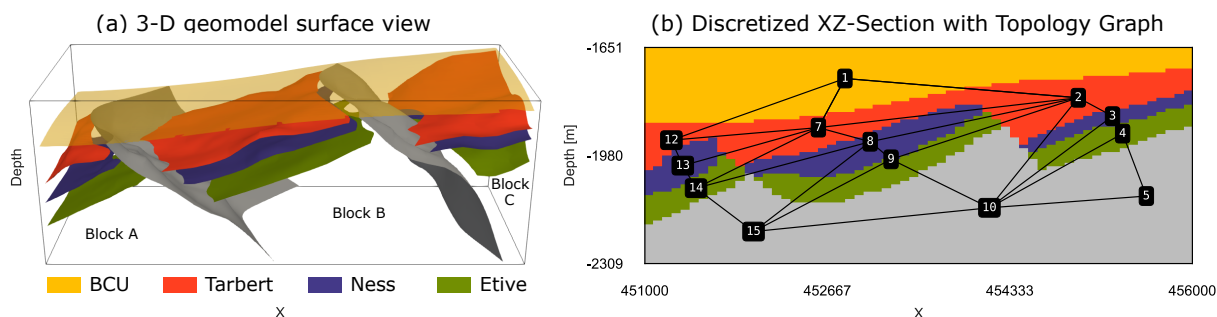 (a) 3-D geomodel surface view
Depth
Block A
Block B
Block
C
BCU
Tarbert
Ness
Etive
X
(b) Discretized XZ-Section with Topology Graph
Depth [m]
-1651
-1980
-2309
1
2
3
4
5
7
8
9
10
12
13
14
15
451000
452667
454333
456000
X